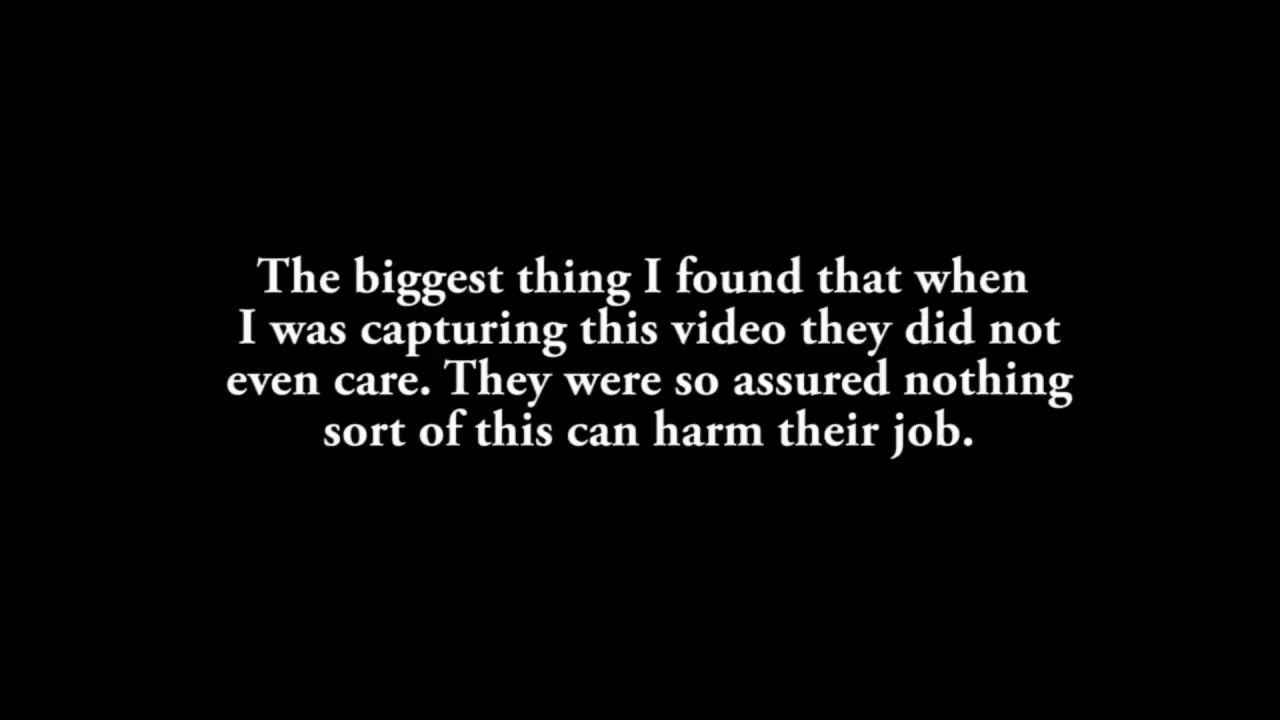 The biggest thing I found that when
I was capturing this video they did not
even care. They were so assured nothing
sort of this can harm their job.